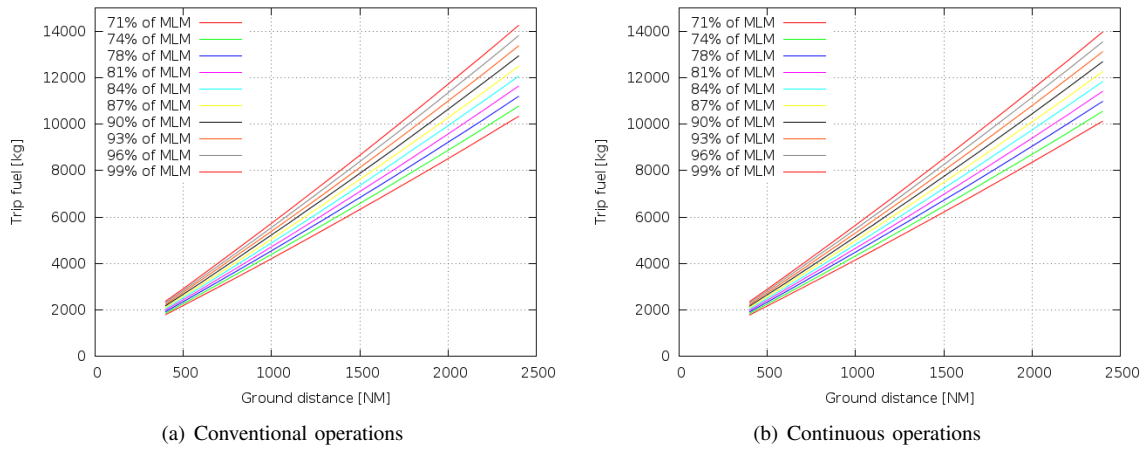 14000
12000
10000
8000
6000
4000
2000
0
Trip fuel [kg]
71% of MLM
74% of MLM
78% of MLM
81% of MLM
84% of MLM
87% of MLM
90% of MLM
93% of MLM
96% of MLM
99% of MLM
0 500 1000 1500 2000 2500
Ground distance [NM]
(a) Conventional operations
14000
12000
10000
8000
6000
4000
2000
0
Trip fuel [kg]
71% of MLM
74% of MLM
78% of MLM
81% of MLM
84% of MLM
87% of MLM
90% of MLM
93% of MLM
96% of MLM
99% of MLM
0 500 1000 1500 2000 2500
Ground distance [NM]
(b) Continuous operations